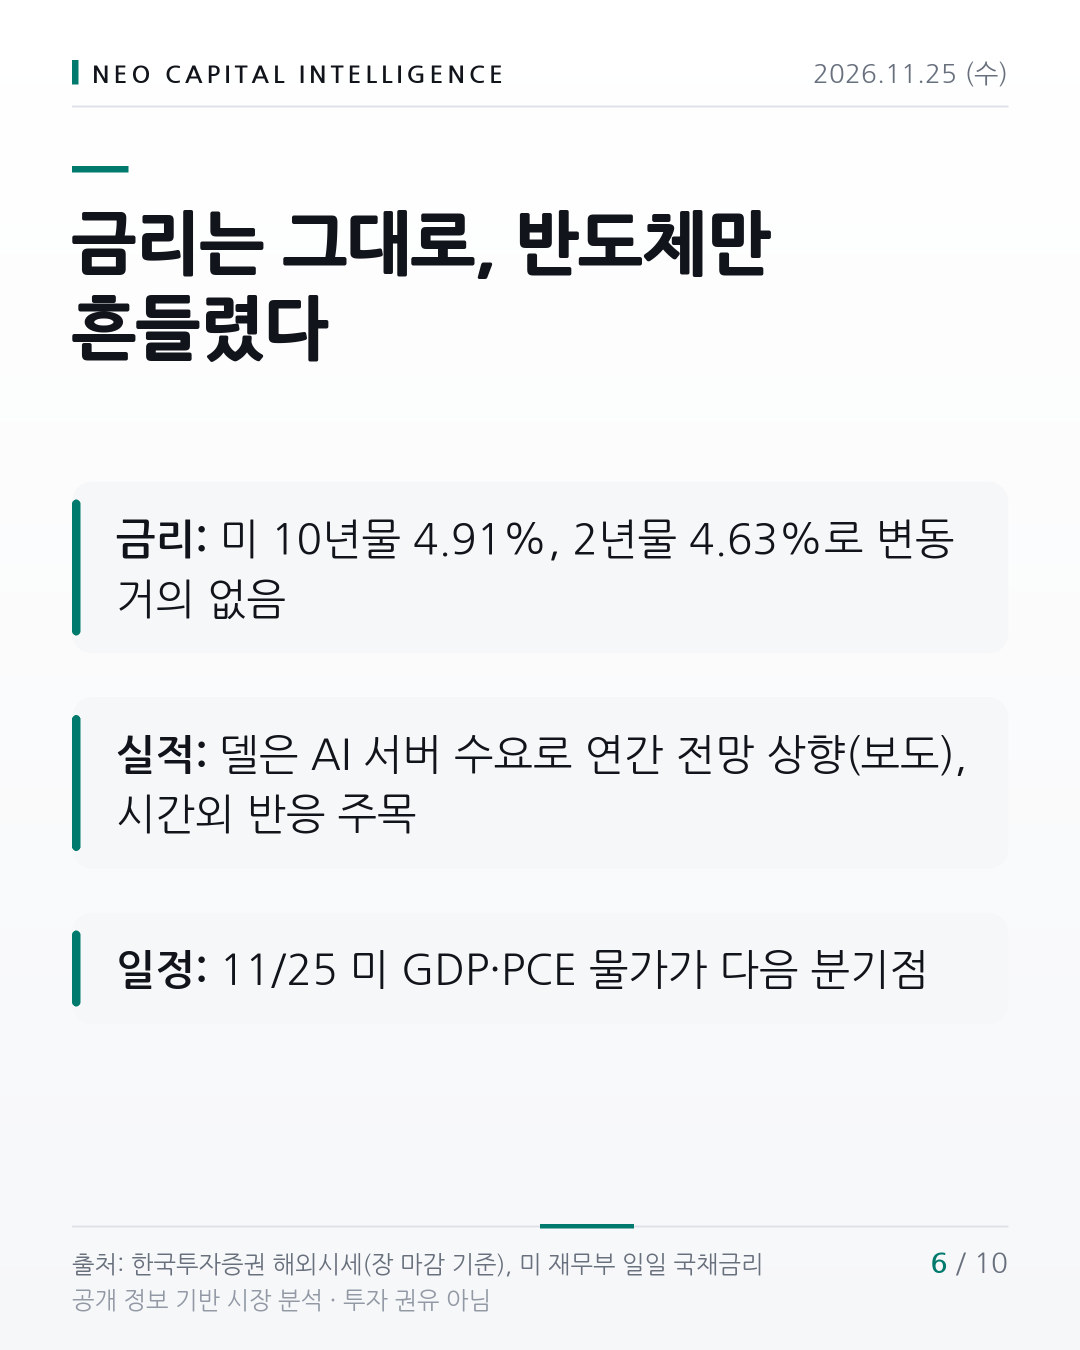 NEO CAPITAL INTELLIGENCE
2026.11.25 (수)
금리는 그대로, 반도체만
흔들렸다
금리: 미 10년물 4.91%, 2년물 4.63%로 변동
거의 없음
실적: 델은 AI 서버 수요로 연간 전망 상향(보도),
시간외 반응 주목
일정: 11/25 미 GDP·PCE 물가가 다음 분기점
출처: 한국투자증권 해외시세(장 마감 기준), 미 재무부 일일 국채금리
6 / 10
공개 정보 기반 시장 분석 · 투자 권유 아님